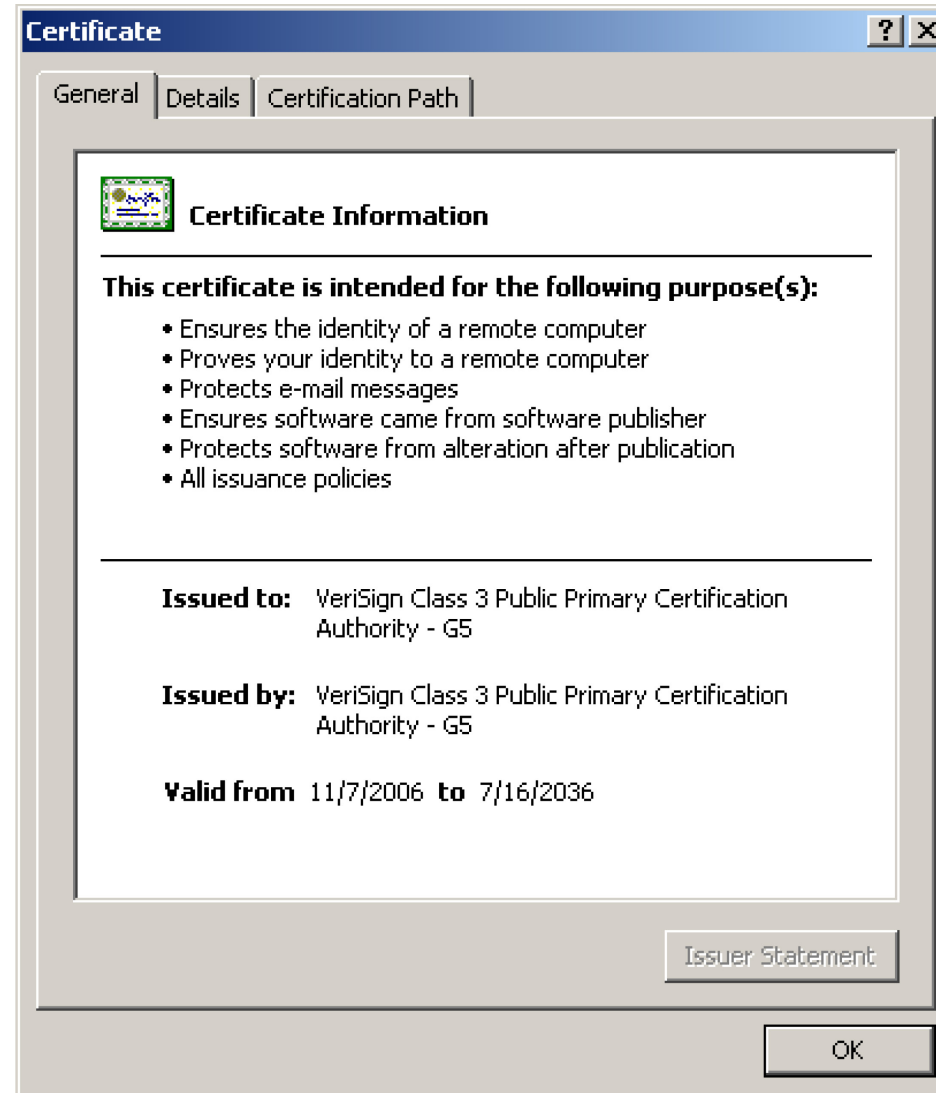 Certificate
General Details Certification Path
Certificate Information
This certificate is intended for the following purpose(s):
• Ensures the identity of a remote computer
• Proves your identity to a remote computer
• Protects e-mail messages
• Ensures software came from software publisher
• Protects software from alteration after publication
• All issuance policies
Issued to: VeriSign Class 3 Public Primary Certification
Authority - G5
Issued by: VeriSign Class 3 Public Primary Certification
Authority - G5
Valid from 11/7/2006 to 7/16/2036
Issuer Statement
OK